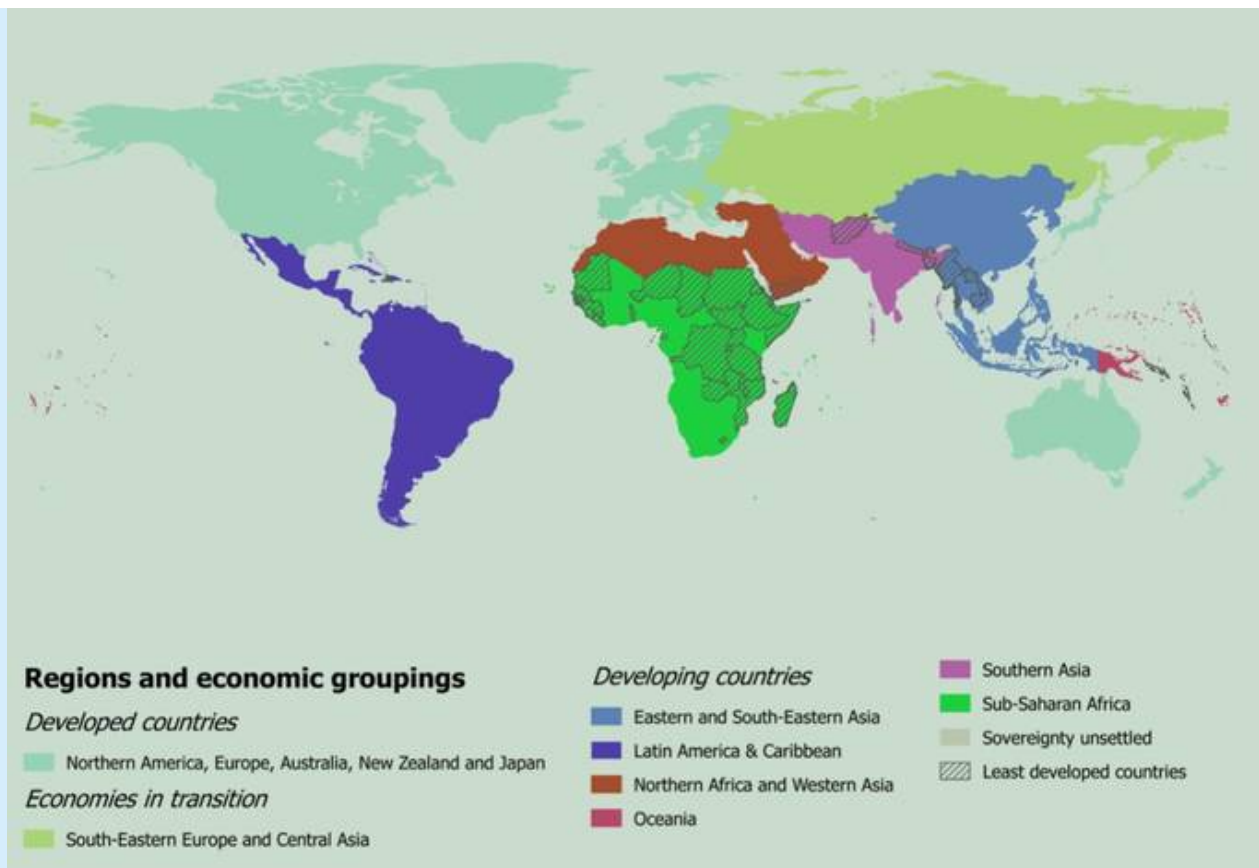 Regions and economic groupings
Developed countries
Northern America, Europe, Australia, New Zealand and Japan
Economies in transition
South-Eastern Europe and Central Asia
Developing countries
Eastern and South-Eastern Asia
Latin America & Caribbean
Northern Africa and Western Asia
Oceania
Southern Asia
Sub-Saharan Africa
Sovereignty unsettled
Least developed countries